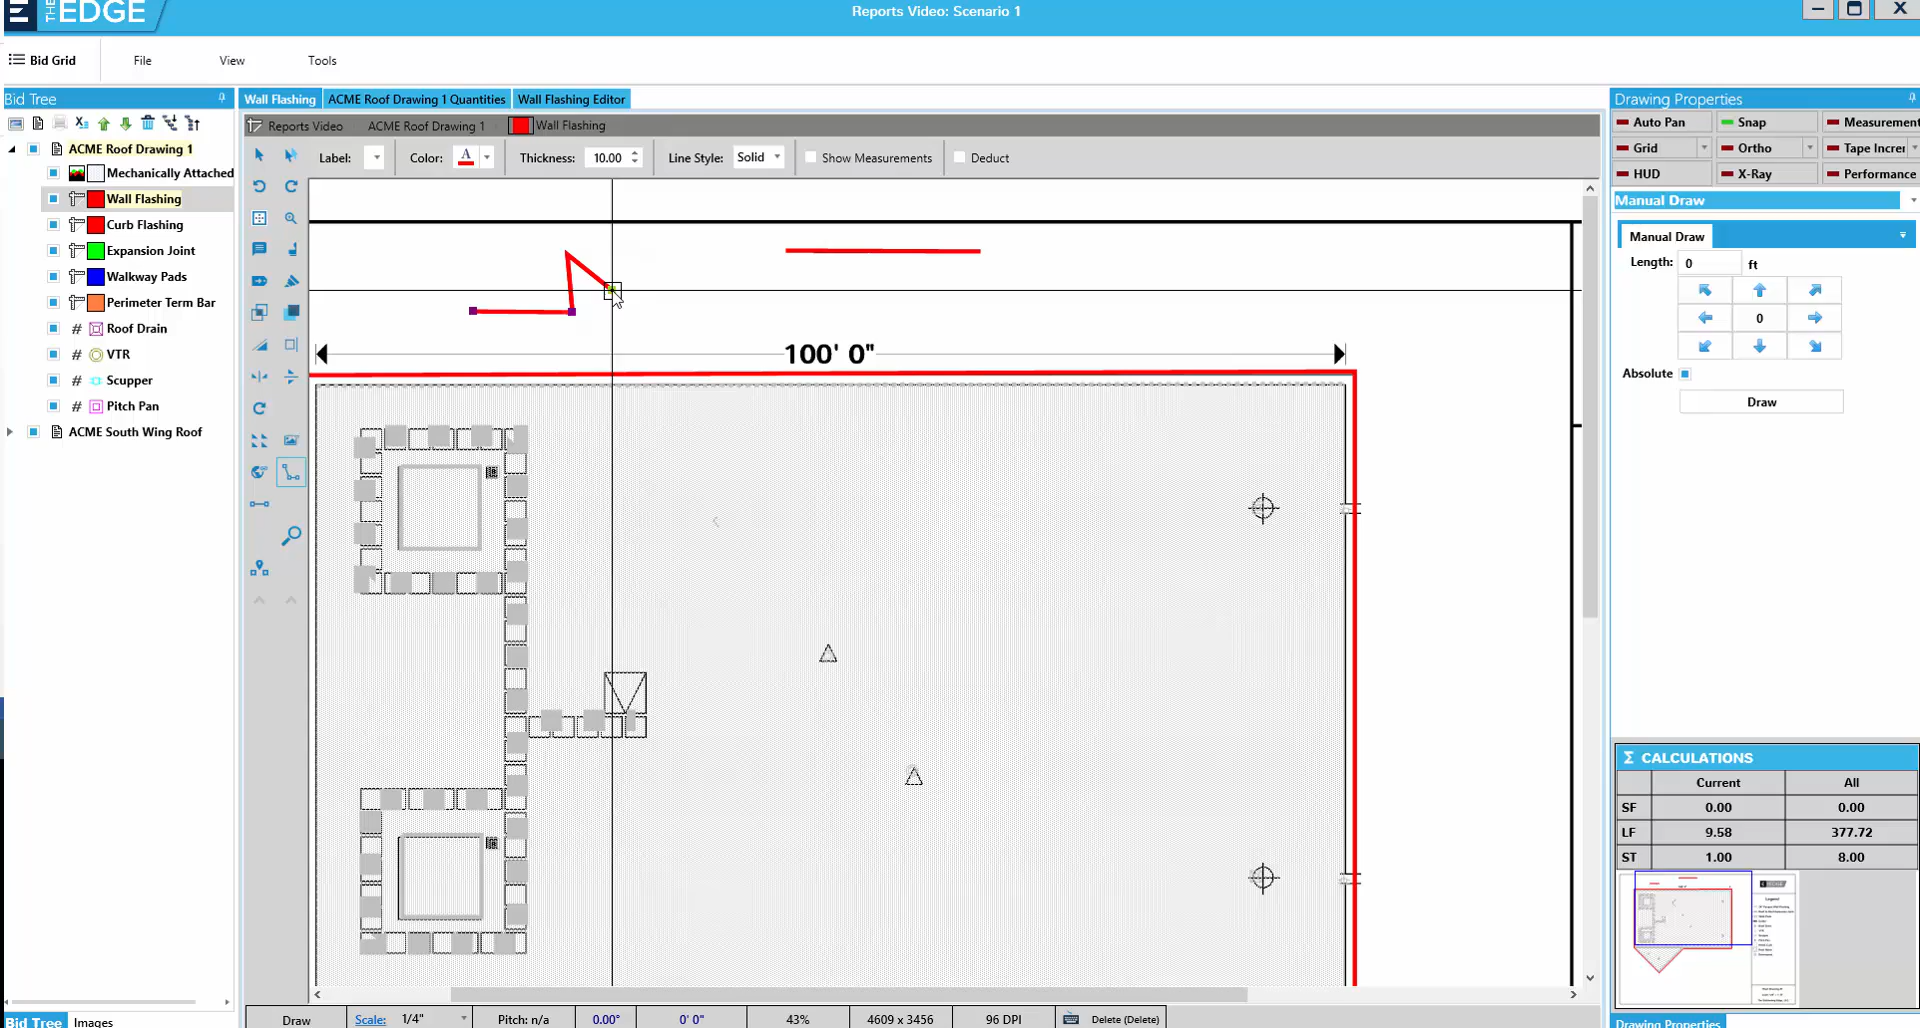 THE EDGE
Reports Video: Scenario 1
Bid Grid
File
View
Tools
Bid Tree
Wall Flashing
ACME Roof Drawing 1 Quantities
Wall Flashing Editor
Drawing Properties
Reports Video
ACME Roof Drawing 1
Wall Flashing
Auto Pan
Snap
Measurement
Grid
Ortho
Tape Increr
HUD
X-Ray
Performance
ACME Roof Drawing 1
Mechanically Attached
Wall Flashing
Curb Flashing
Expansion Joint
Walkway Pads
Perimeter Term Bar
# Roof Drain
# VTR
# Scupper
# Pitch Pan
ACME South Wing Roof
Label:
Color:
A
Thickness:
10.00
Line Style:
Solid
Show Measurements
Deduct
100' 0"
Manual Draw
Manual Draw
Length:
0
ft
0
Absolute
Draw
Σ CALCULATIONS
Current
All
SF
0.00
0.00
LF
9.58
377.72
ST
1.00
8.00
Bid Tree
Images
Draw
Scale:
1/4"
Pitch: n/a
0.00°
0' 0"
43%
4609 x 3456
96 DPI
Delete (Delete)
Drawing Properties